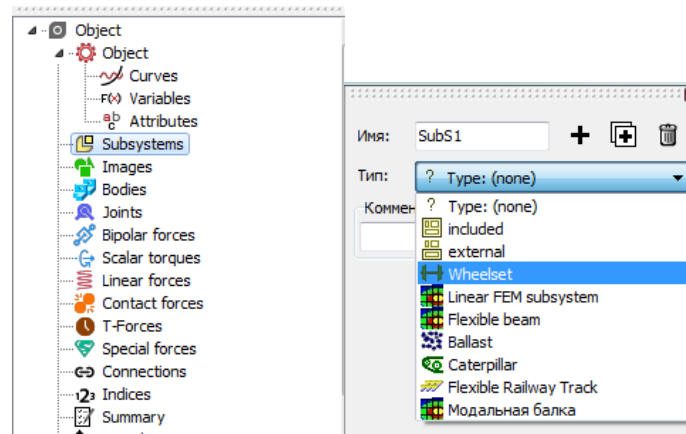 Object
Object
Curves
F(x) Variables
ab
c Attributes
Subsystems
Images
Bodies
Joints
Bipolar forces
Scalar torques
Linear forces
Contact forces
T-Forces
Special forces
Connections
123 Indices
Summary
Имя: SubS1
Тип: ? Type: (none)
Коммен
? Type: (none)
included
external
Wheelset
Linear FEM subsystem
Flexible beam
Ballast
Caterpillar
Flexible Railway Track
Модальная балка